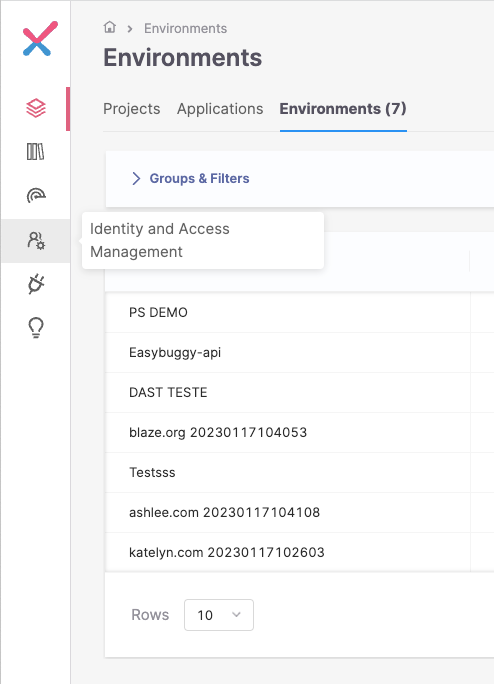 Environments
Environments
Projects Applications Environments (7)
Groups & Filters
Identity and Access
Management
PS DEMO
Easybuggy-api
DAST TESTE
blaze.org 20230117104053
Testsss
ashlee.com 20230117104108
katelyn.com 20230117102603
Rows 10